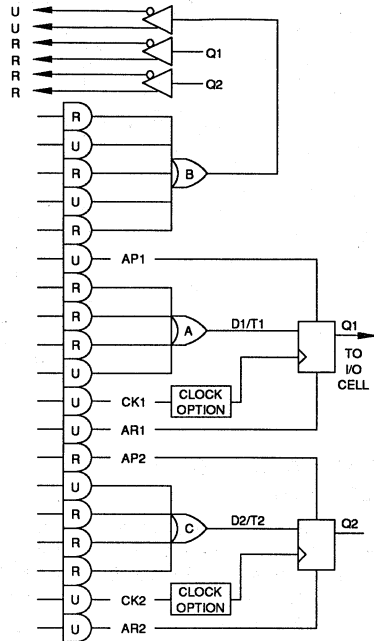 U
U
R
R Q1
R
R Q2
R
U
R B
U
R
U AP1
R
R D1/T1 Q1
R A TO
I/O
CELL
U
U CK1 CLOCK
OPTION
U AR1
R AP2
U
R D2/T2 Q2
R C
R
U CK2 CLOCK
OPTION
U AR2